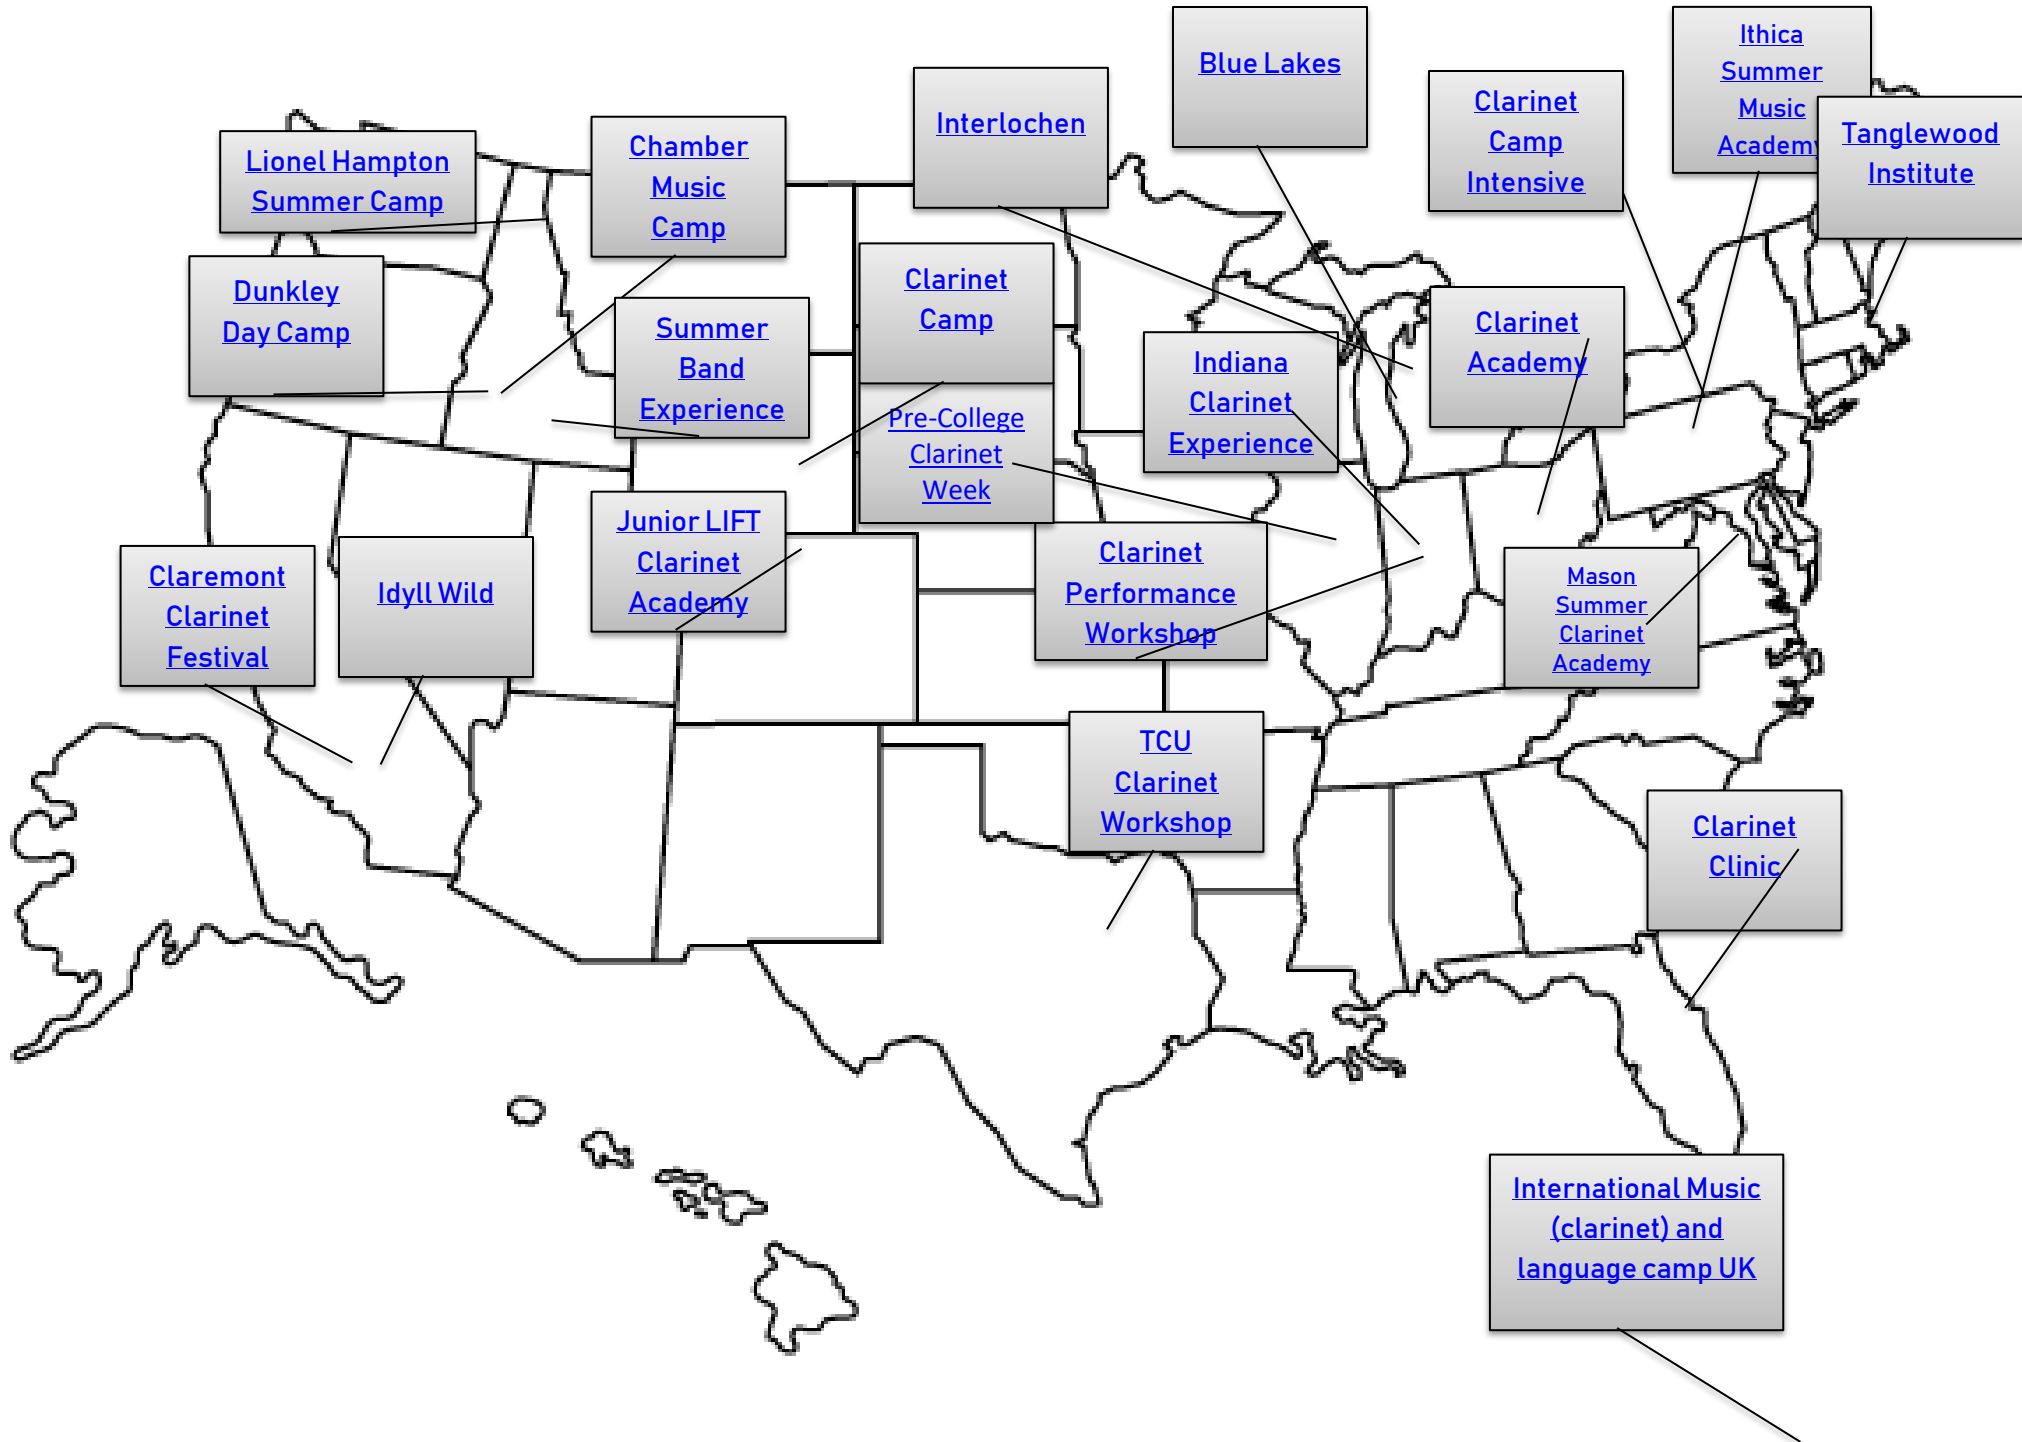 Blue Lakes
Ithica
Summer
Music
Academy
Interlochen
Clarinet
Camp
Intensive
Tanglewood
Institute
Lionel Hampton
Summer Camp
Chamber
Music
Camp
Dunkley
Day Camp
Clarinet
Camp
Summer
Band
Experience
Indiana
Clarinet
Experience
Clarinet
Academy
Pre-College
Clarinet
Week
Junior LIFT
Clarinet
Academy
Clarinet
Performance
Workshop
Claremont
Clarinet
Festival
Idyll Wild
Mason
Summer
Clarinet
Academy
TCU
Clarinet
Workshop
Clarinet
Clinic
International Music
(clarinet) and
language camp UK